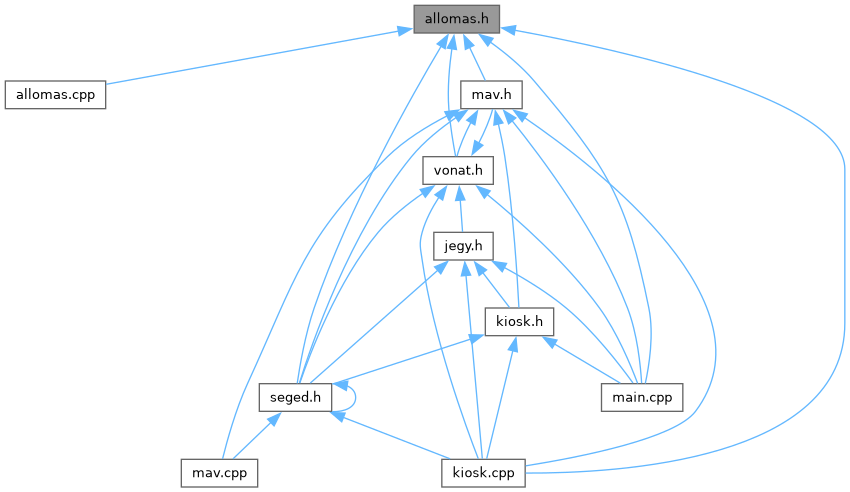 allomas.h
allomas.cpp
mav.h
vonat.h
jegy.h
kiosk.h
seged.h
main.cpp
mav.cpp
kiosk.cpp